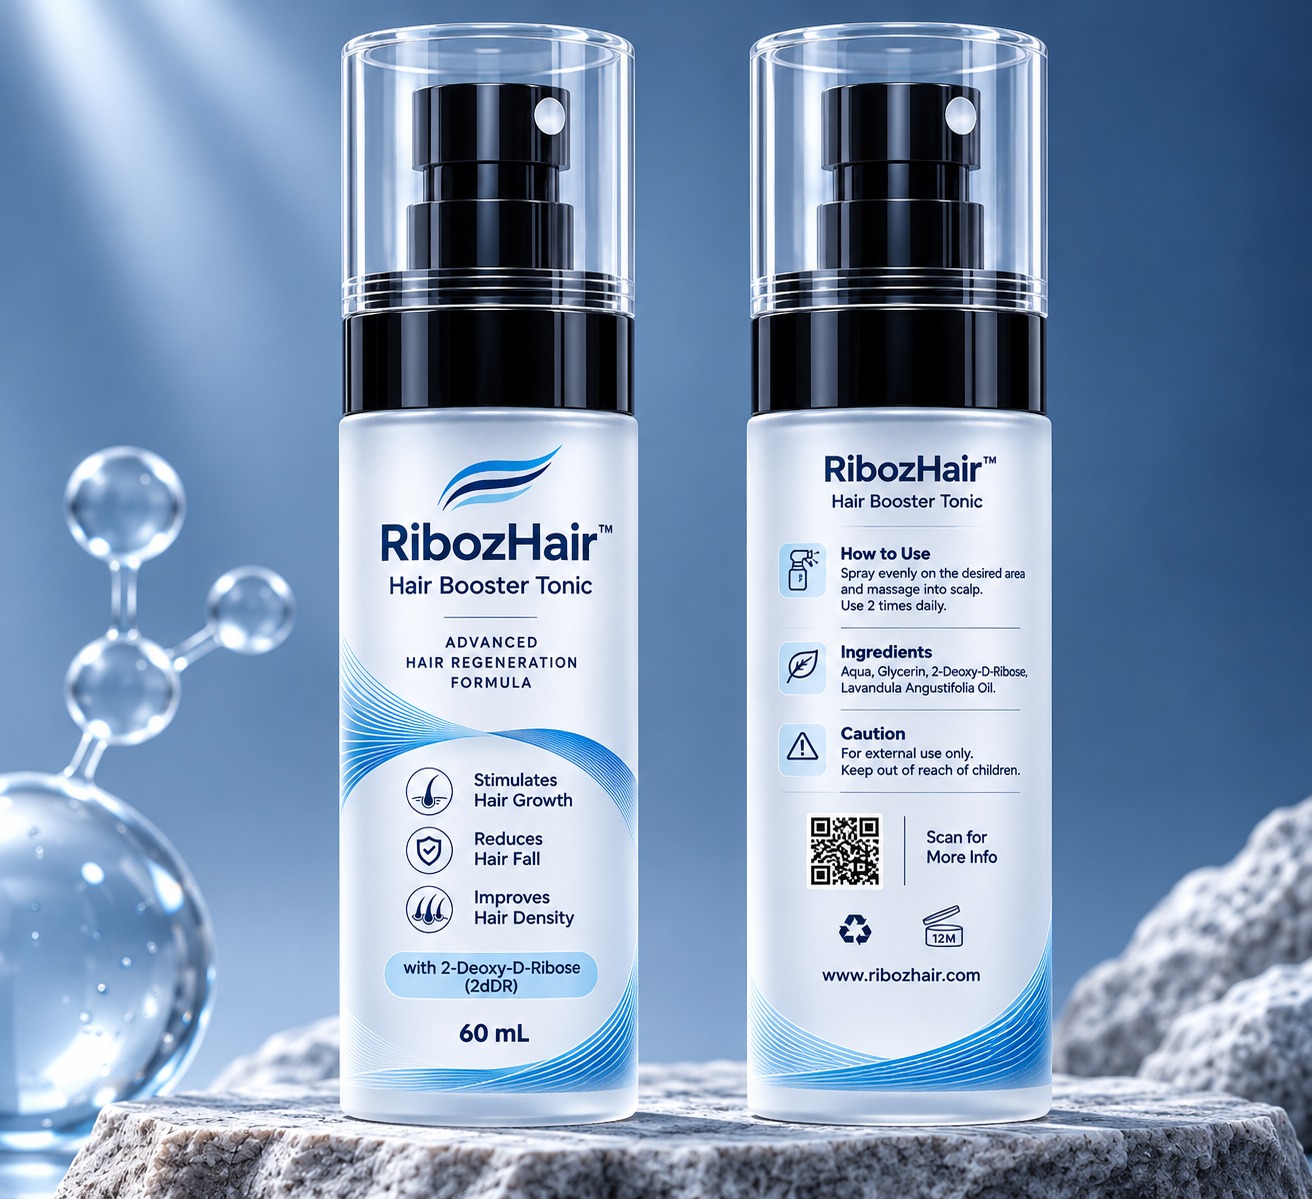 RibozHair™
Hair Booster Tonic
ADVANCED
HAIR REGENERATION
FORMULA
Stimulates
Hair Growth
Reduces
Hair Fall
Improves
Hair Density
with 2-Deoxy-D-Ribose
(2dDR)
60 mL
RibozHair™
Hair Booster Tonic
How to Use
Spray evenly on the desired area
and massage into scalp.
Use 2 times daily.
Ingredients
Aqua, Glycerin, 2-Deoxy-D-Ribose,
Lavandula Angustifolia Oil.
Caution
For external use only.
Keep out of reach of children.
Scan for
More Info
12M
www.ribozhair.com